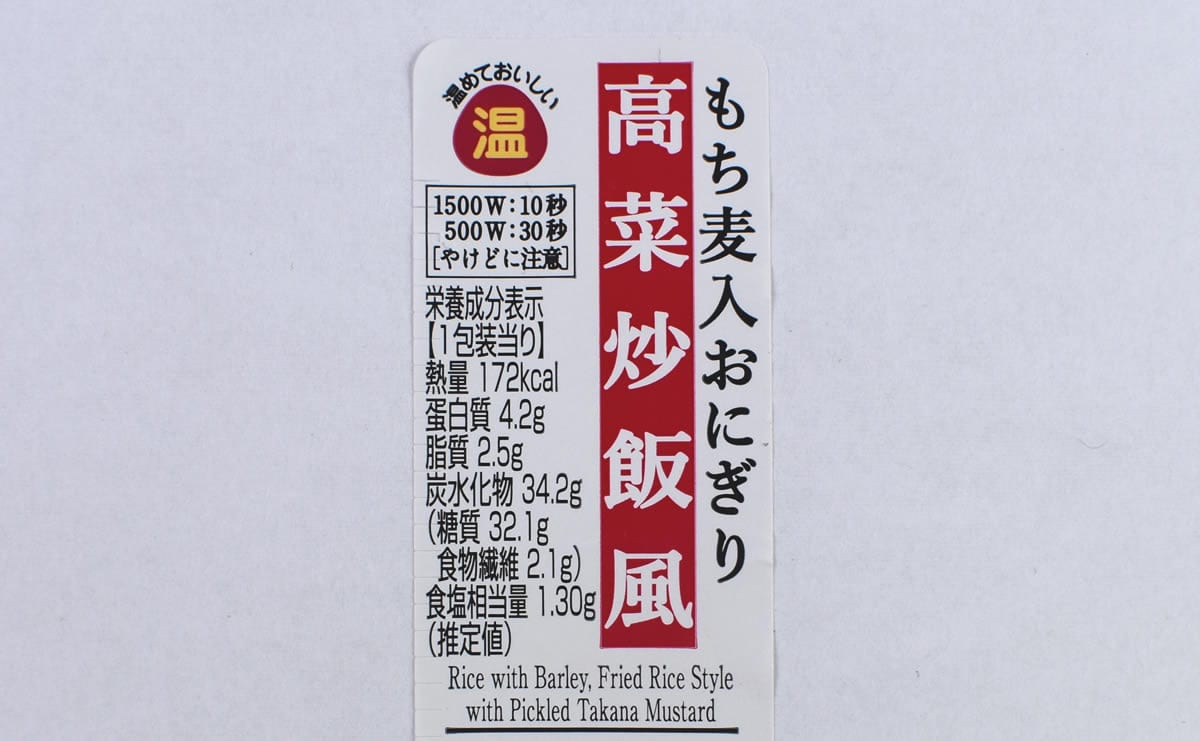 もち麦入おにぎり
高菜炒飯風
温めておいしい
温
1500W:10秒
500W:30秒
[やけどに注意]
栄養成分表示
【1包装当り】
熱量 172kcal
蛋白質 4.2g
脂質 2.5g
炭水化物 34.2g
(糖質 32.1g
食物繊維 2.1g)
食塩相当量 1.30g
(推定値)
Rice with Barley, Fried Rice Style
with Pickled Takana Mustard